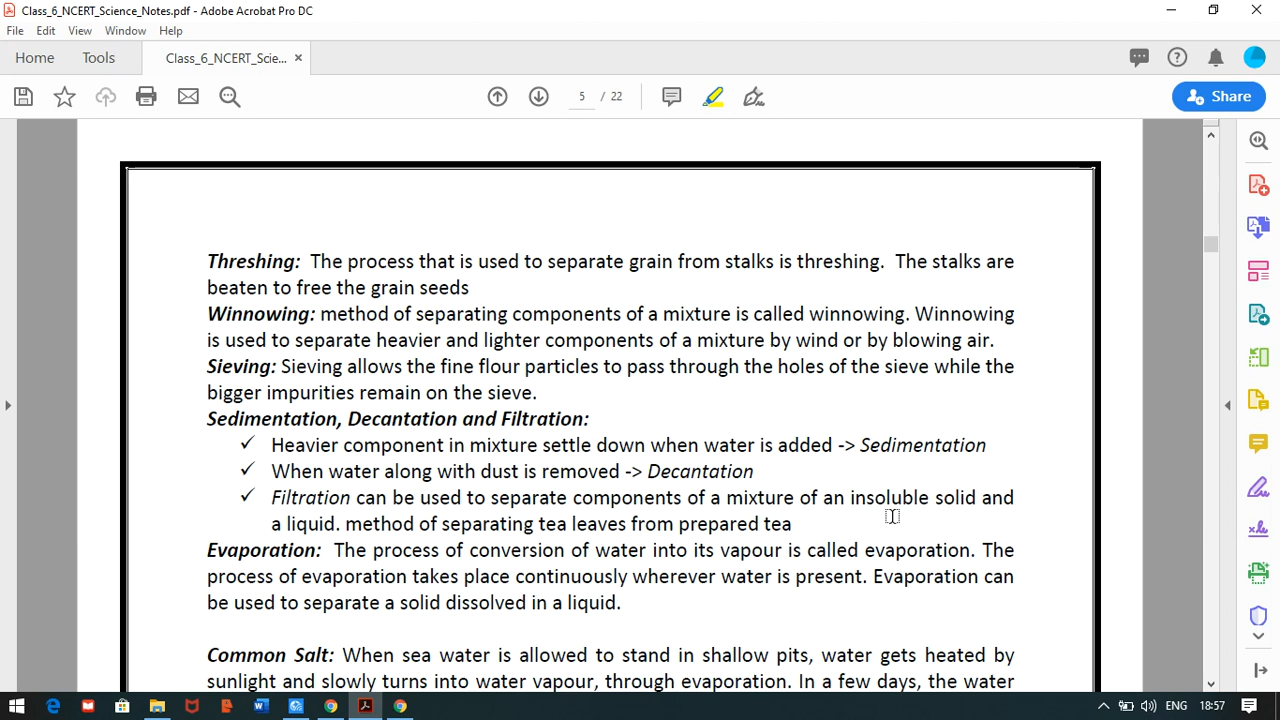 Class_6_NCERT_Science_Notes.pdf - Adobe Acrobat Pro DC
File Edit View Window Help
Home Tools Class_6_NCERT_Scie... ×
5 / 22
Share
Threshing: The process that is used to separate grain from stalks is threshing. The stalks are
beaten to free the grain seeds
Winnowing: method of separating components of a mixture is called winnowing. Winnowing
is used to separate heavier and lighter components of a mixture by wind or by blowing air.
Sieving: Sieving allows the fine flour particles to pass through the holes of the sieve while the
bigger impurities remain on the sieve.
Sedimentation, Decantation and Filtration:
✓ Heavier component in mixture settle down when water is added -> Sedimentation
✓ When water along with dust is removed -> Decantation
✓ Filtration can be used to separate components of a mixture of an insoluble solid and
a liquid. method of separating tea leaves from prepared tea
Evaporation: The process of conversion of water into its vapour is called evaporation. The
process of evaporation takes place continuously wherever water is present. Evaporation can
be used to separate a solid dissolved in a liquid.
Common Salt: When sea water is allowed to stand in shallow pits, water gets heated by
sunlight and slowly turns into water vapour, through evaporation. In a few days, the water
ENG 18:57